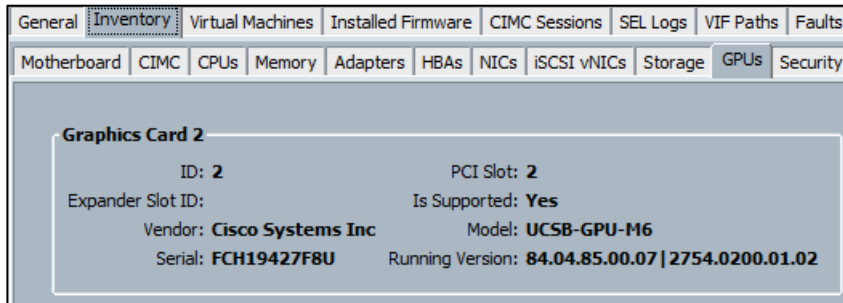 General Inventory Virtual Machines Installed Firmware CIMC Sessions SEL Logs VIF Paths Faults
Motherboard CIMC CPUs Memory Adapters HBAs NICs iSCSI vNICs Storage GPUs Security
Graphics Card 2
ID: 2 PCI Slot: 2
Expander Slot ID: Is Supported: Yes
Vendor: Cisco Systems Inc Model: UCSB-GPU-M6
Serial: FCH19427F8U Running Version: 84.04.85.00.07|2754.0200.01.02